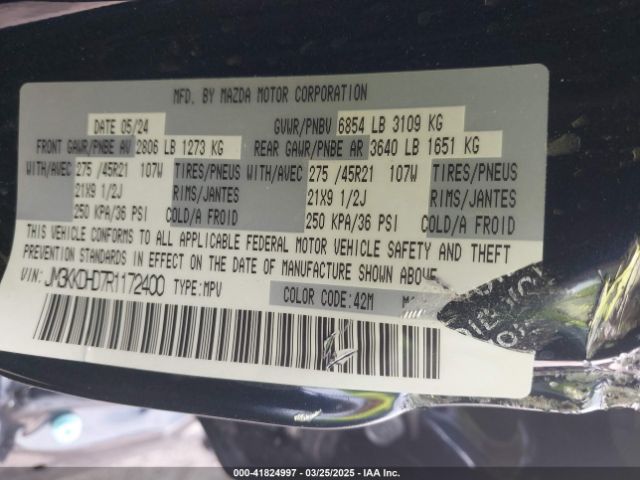 MFD. BY MAZDA MOTOR CORPORATION
DATE 05/24 GVWR/PNBV 6854 LB 3109 KG
FRONT GAWR/PNBE AV 2806 LB 1273 KG REAR GAWR/PNBE AR 3640 LB 1651 KG
WITH/AVEC 275 /45R21 107W TIRES/PNEUS WITH/AVEC 275 /45R21 107W TIRES/PNEUS
21X9 1/2J RIMS/JANTES 21X9 1/2J RIMS/JANTES
250 KPA/36 PSI COLD/A FROID 250 KPA/36 PSI COLD/A FROID
THIS VEHICLE CONFORMS TO ALL APPLICABLE FEDERAL MOTOR VEHICLE SAFETY AND THEFT
PREVENTION STANDARDS IN EFFECT ON THE DATE OF MANUFACTURE SHOWN ABOVE.
VIN: JM3KKDHD7R1172400 TYPE:MPV COLOR CODE:42M
000-41824997 — 03/25/2025 — IAA Inc.